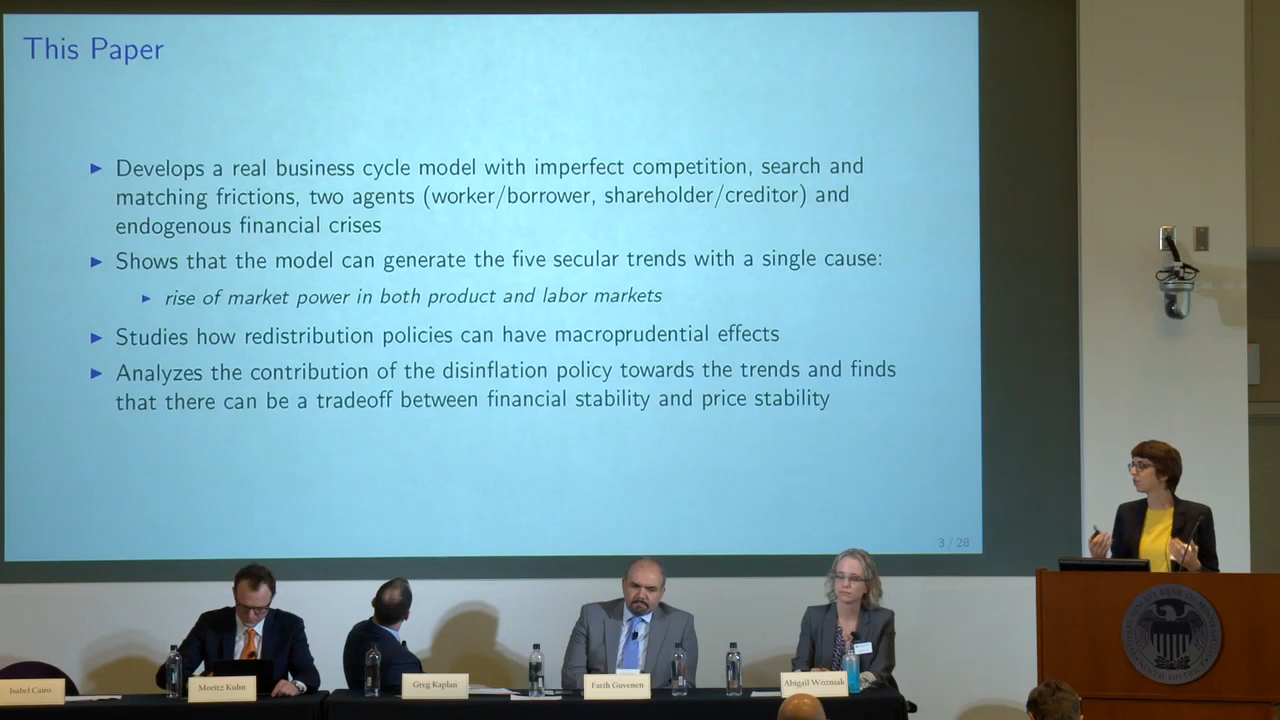 This Paper
Develops a real business cycle model with imperfect competition, search and
matching frictions, two agents (worker/borrower, shareholder/creditor) and
endogenous financial crises
Shows that the model can generate the five secular trends with a single cause:
rise of market power in both product and labor markets
Studies how redistribution policies can have macroprudential effects
Analyzes the contribution of the disinflation policy towards the trends and finds
that there can be a tradeoff between financial stability and price stability
3 / 28
Isabel Cairo
Moritz Kuhn
Greg Kaplan
Fatih Guvenen
Abigail Wozniak